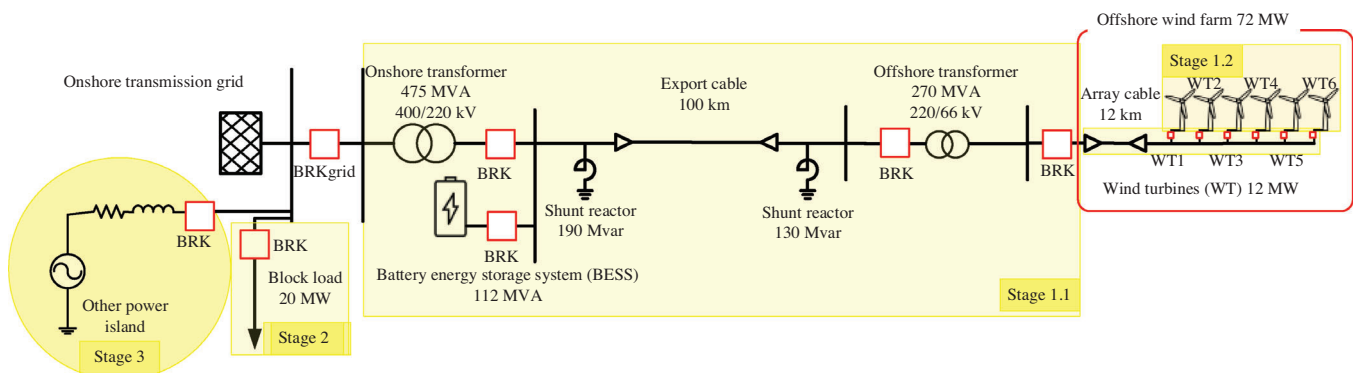 Offshore wind farm 72 MW
Onshore transmission grid
BRKgrid
Onshore transformer
475 MVA
400/220 kV
BRK
Export cable
100 km
Offshore transformer
270 MVA
220/66 kV
BRK
BRK
Array cable
12 km
Stage 1.2
WT2
WT4
WT6
WT1
WT3
WT5
Wind turbines (WT) 12 MW
Shunt reactor
190 Mvar
Shunt reactor
130 Mvar
BRK
Battery energy storage system (BESS)
112 MVA
Stage 1.1
BRK
BRK
Block load
20 MW
Stage 2
Other power
island
Stage 3